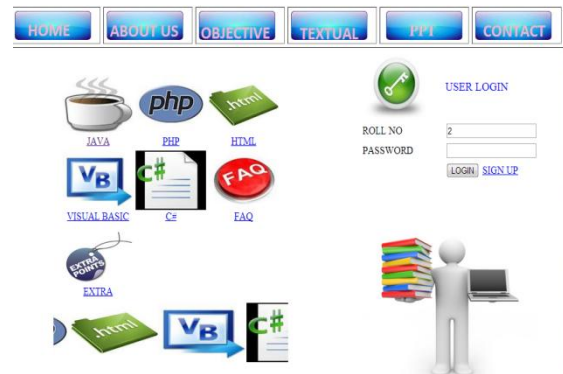 HOME ABOUT US OBJECTIVE TEXTUAL PPT CONTACT
php .html
JAVA PHP HTML
VB C# FAQ
VISUAL BASIC C# FAQ
EXTRA POINTS
EXTRA
.html VB C#
USER LOGIN
ROLL NO 2
PASSWORD
LOGIN SIGN UP